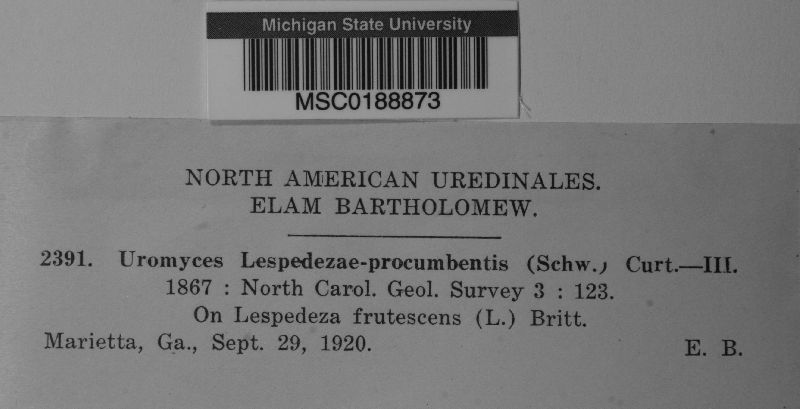 Michigan State University
MSC0188873
NORTH AMERICAN UREDINALES.
ELAM BARTHOLOMEW.
2391. Uromyces Lespedezae-procumbentis (Schw.) Curt.—III.
1867 : North Carol. Geol. Survey 3 : 123.
On Lespedeza frutescens (L.) Britt.
Marietta, Ga., Sept. 29, 1920. E. B.